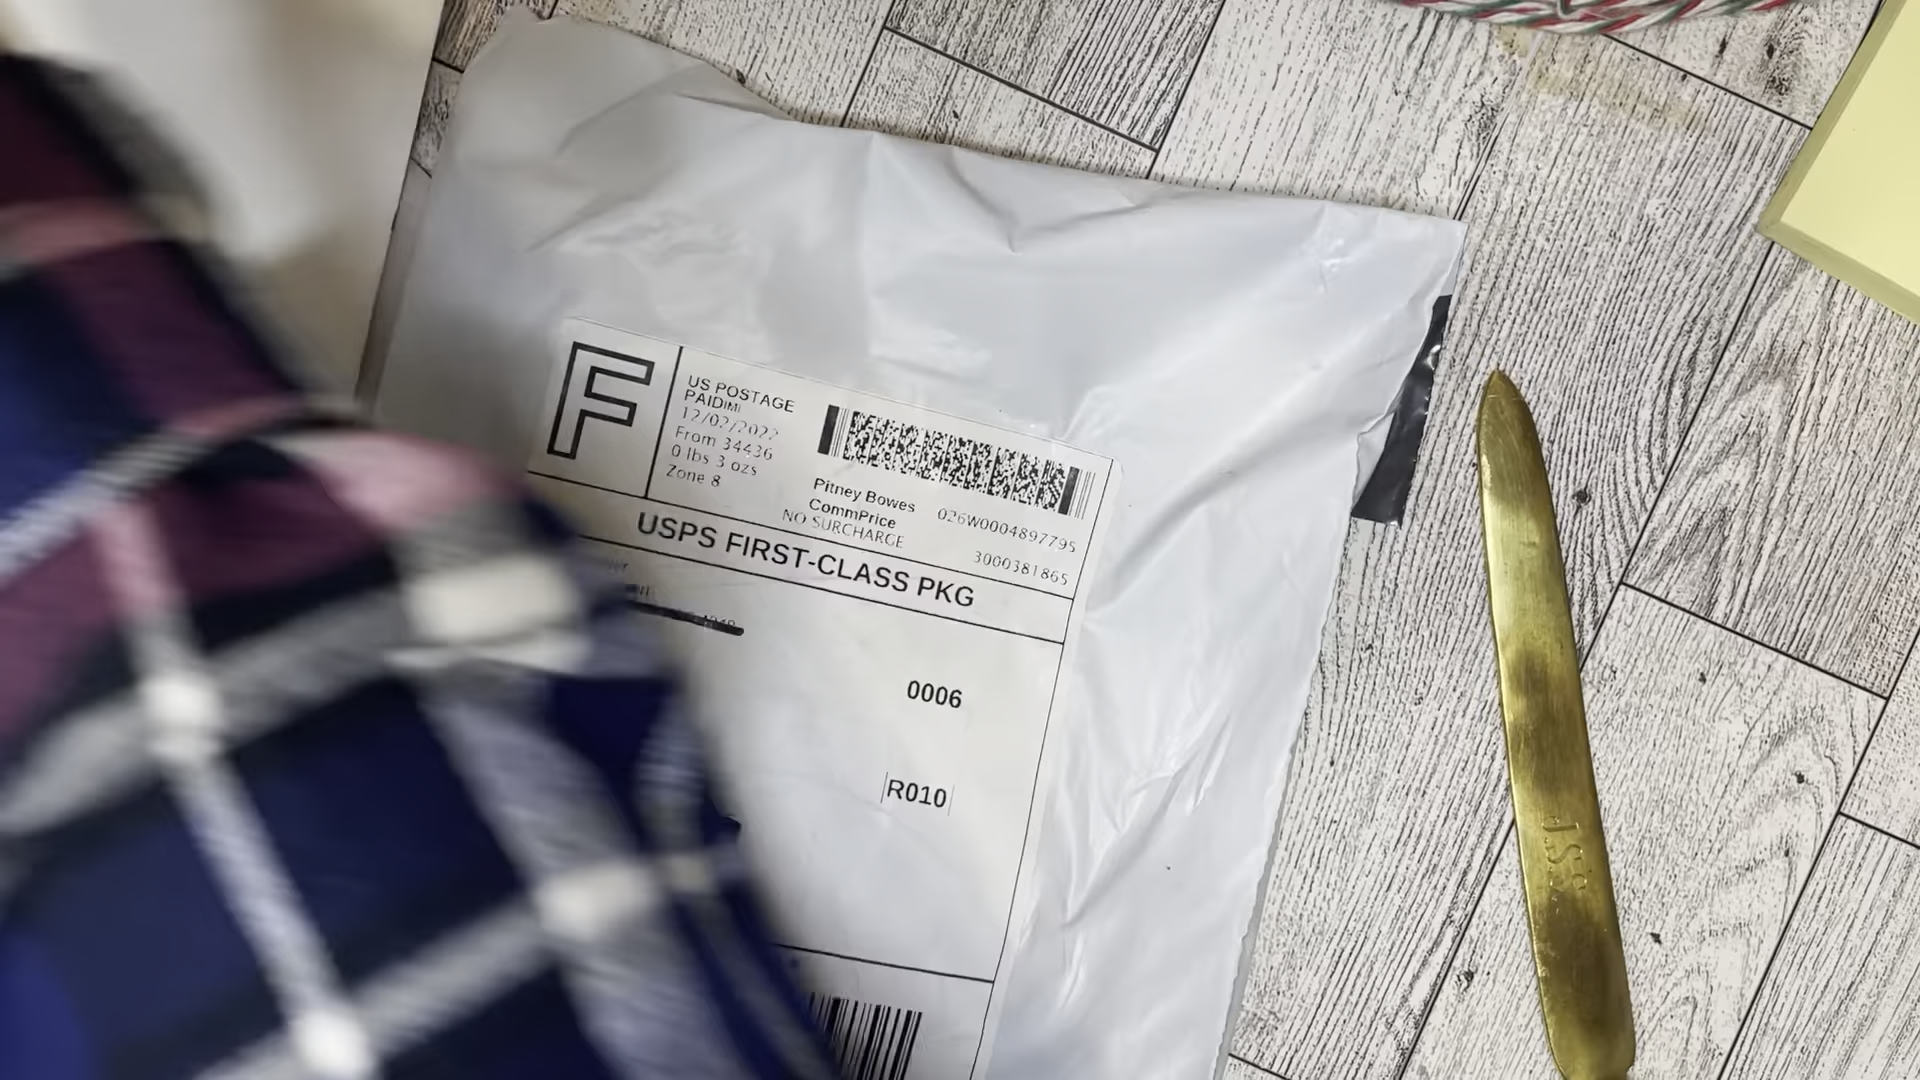 F
US POSTAGE
PAIDIMI
12/02/2022
From 34436
0 lbs 3 ozs
Zone 8
Pitney Bowes
CommPrice
NO SURCHARGE
026W0004897795
3000381865
USPS FIRST-CLASS PKG
0006
R010